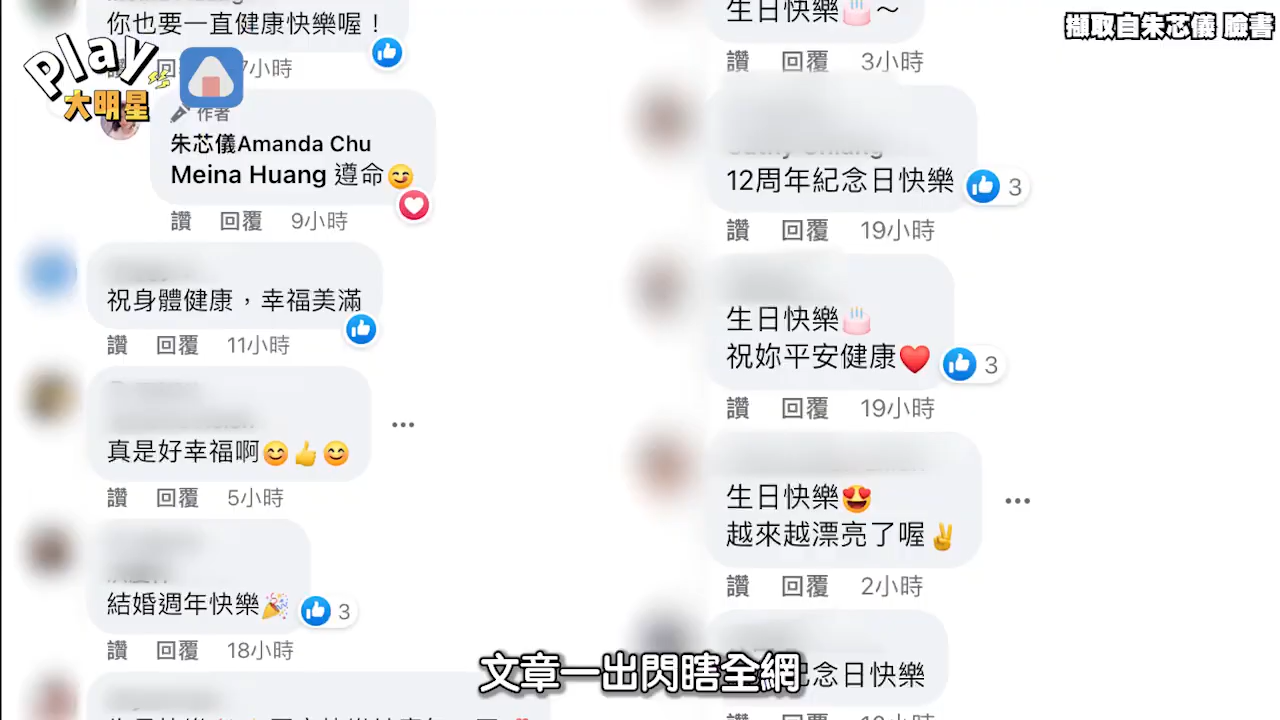 你也要一直健康快樂喔！
Play
大明星
7小時
作者
朱芯儀Amanda Chu
Meina Huang 遵命😊
讚 回覆 9小時
祝身體健康，幸福美滿
讚 回覆 11小時
真是好幸福啊😊👍😊
讚 回覆 5小時
結婚週年快樂🎉 3
讚 回覆 18小時
擷取自朱芯儀 臉書
生日快樂🎂～
讚 回覆 3小時
12周年紀念日快樂 3
讚 回覆 19小時
生日快樂🎂
祝妳平安健康❤️ 3
讚 回覆 19小時
生日快樂😍
越來越漂亮了喔✌️
讚 回覆 2小時
紀念日快樂
文章一出閃瞎全網